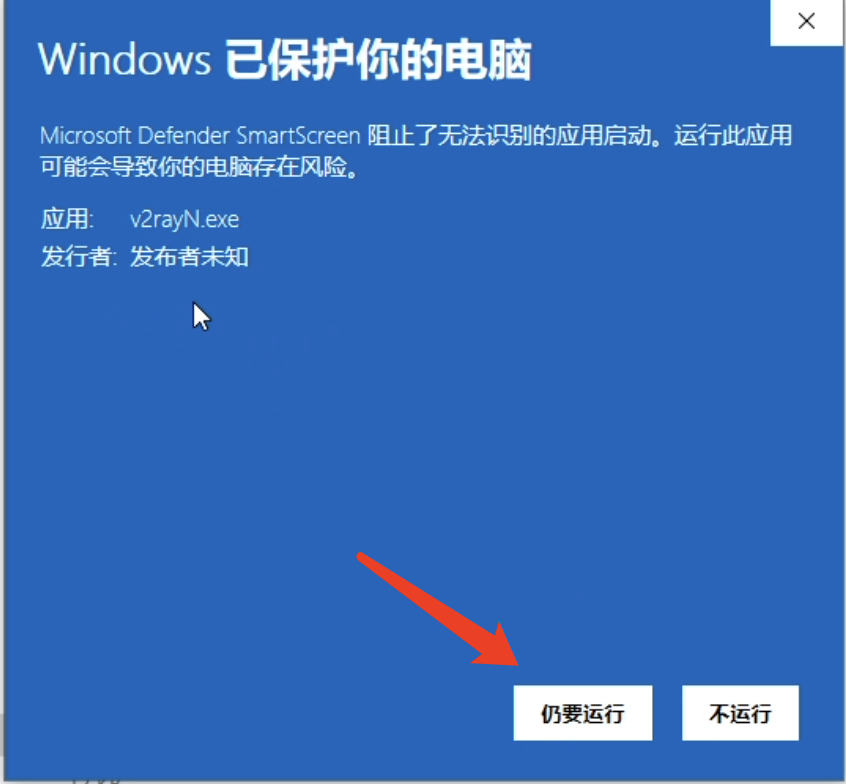 Windows 已保护你的电脑
Microsoft Defender SmartScreen 阻止了无法识别的应用启动。运行此应用
可能会导致你的电脑存在风险。
应用: v2rayN.exe
发行者: 发布者未知
仍要运行 不运行